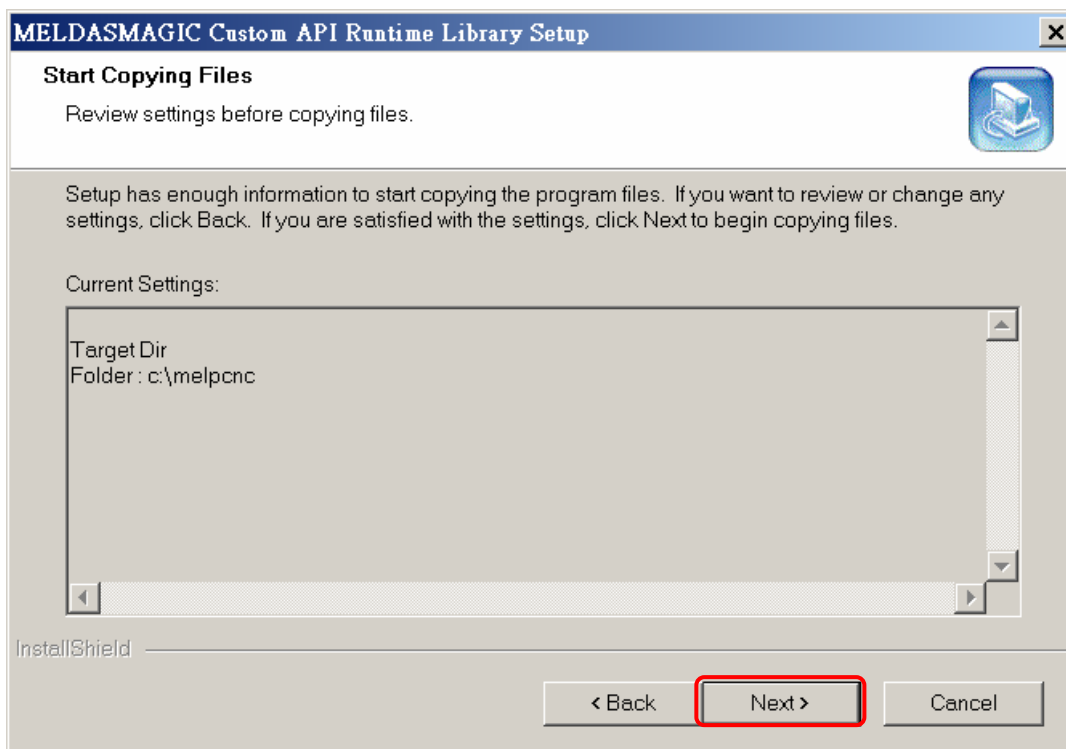 MELDASMAGIC Custom API Runtime Library Setup
Start Copying Files
Review settings before copying files.
Setup has enough information to start copying the program files. If you want to review or change any
settings, click Back. If you are satisfied with the settings, click Next to begin copying files.
Current Settings:
Target Dir
Folder : c:\melpcnc
InstallShield
< Back
Next >
Cancel